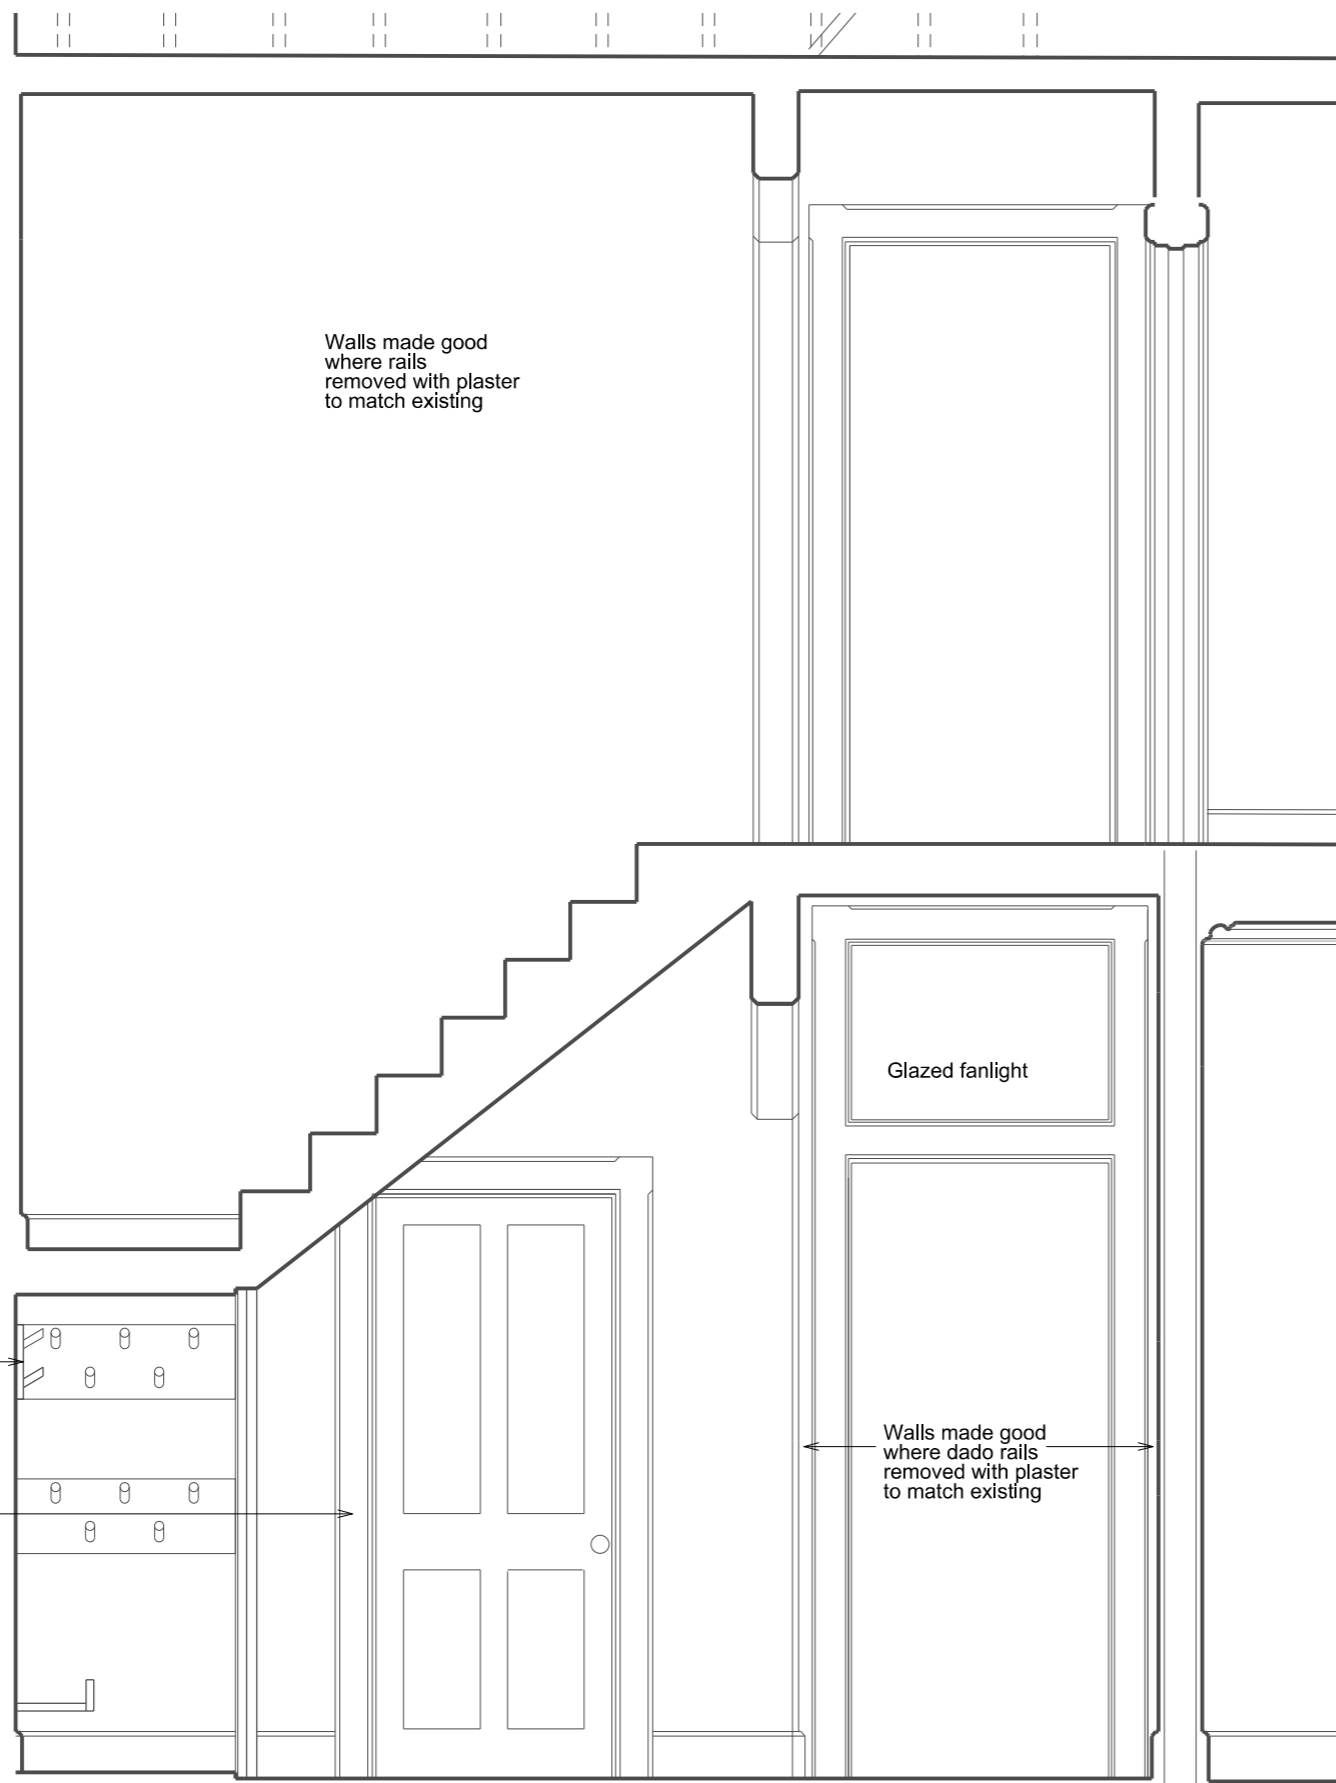 Walls made good
where rails
removed with plaster
to match existing
Glazed fanlight
Walls made good
where dado rails
removed with plaster
to match existing